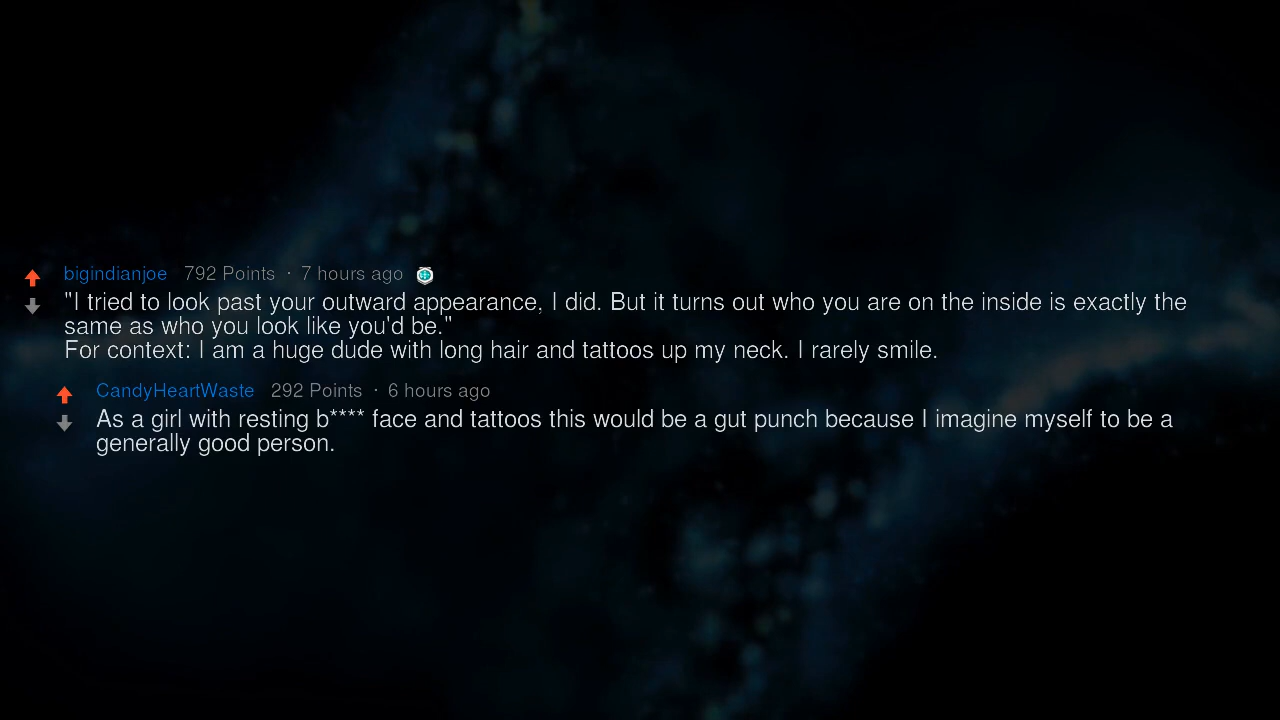 bigindianjoe 792 Points · 7 hours ago
"I tried to look past your outward appearance, I did. But it turns out who you are on the inside is exactly the
same as who you look like you'd be."
For context: I am a huge dude with long hair and tattoos up my neck. I rarely smile.
CandyHeartWaste 292 Points · 6 hours ago
As a girl with resting b**** face and tattoos this would be a gut punch because I imagine myself to be a
generally good person.